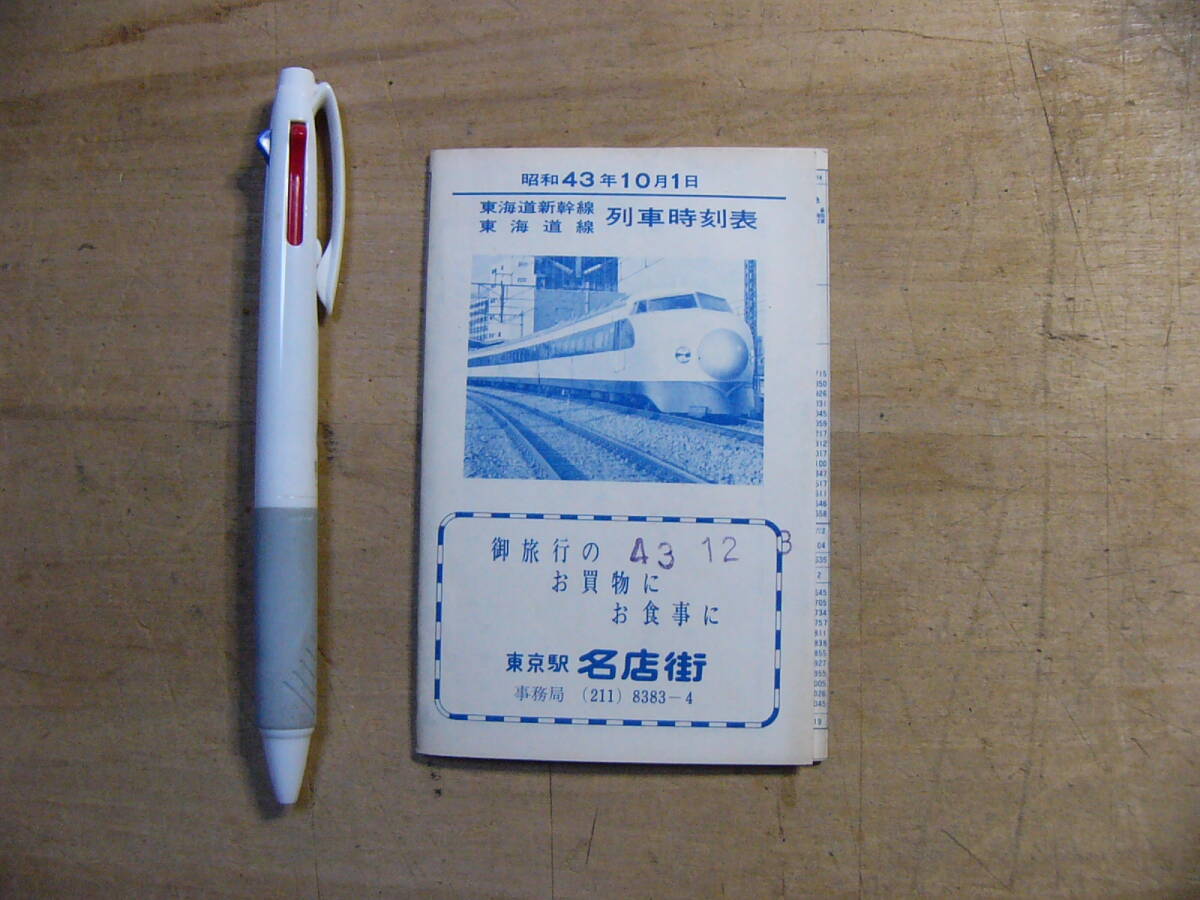 昭和43年10月1日
東海道新幹線
東海道線
列車時刻表
御旅行の 43 12 3
お買物に
お食事に
東京駅 名店街
事務局 (211) 8383-4